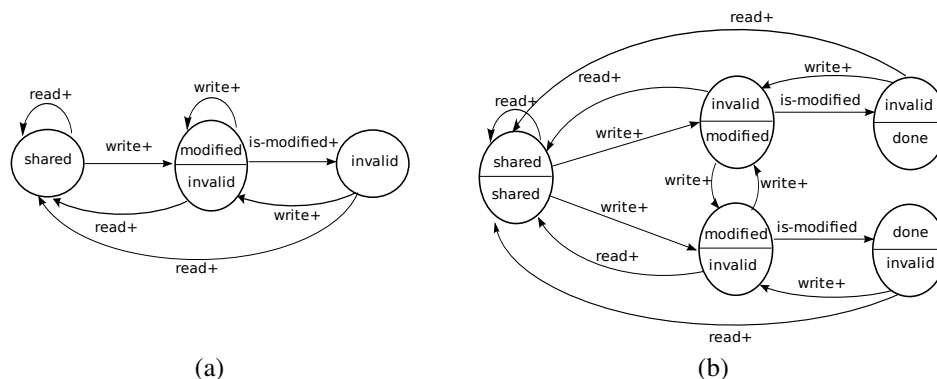 read+
shared
write+
write+
modified
invalid
is-modified+
invalid
write+
read+
read+
(a)
read+
read+
read+
shared
shared
write+
write+
invalid
modified
write+
is-modified
invalid
done
write+
write+
modified
invalid
is-modified
done
invalid
read+
write+
read+
(b)